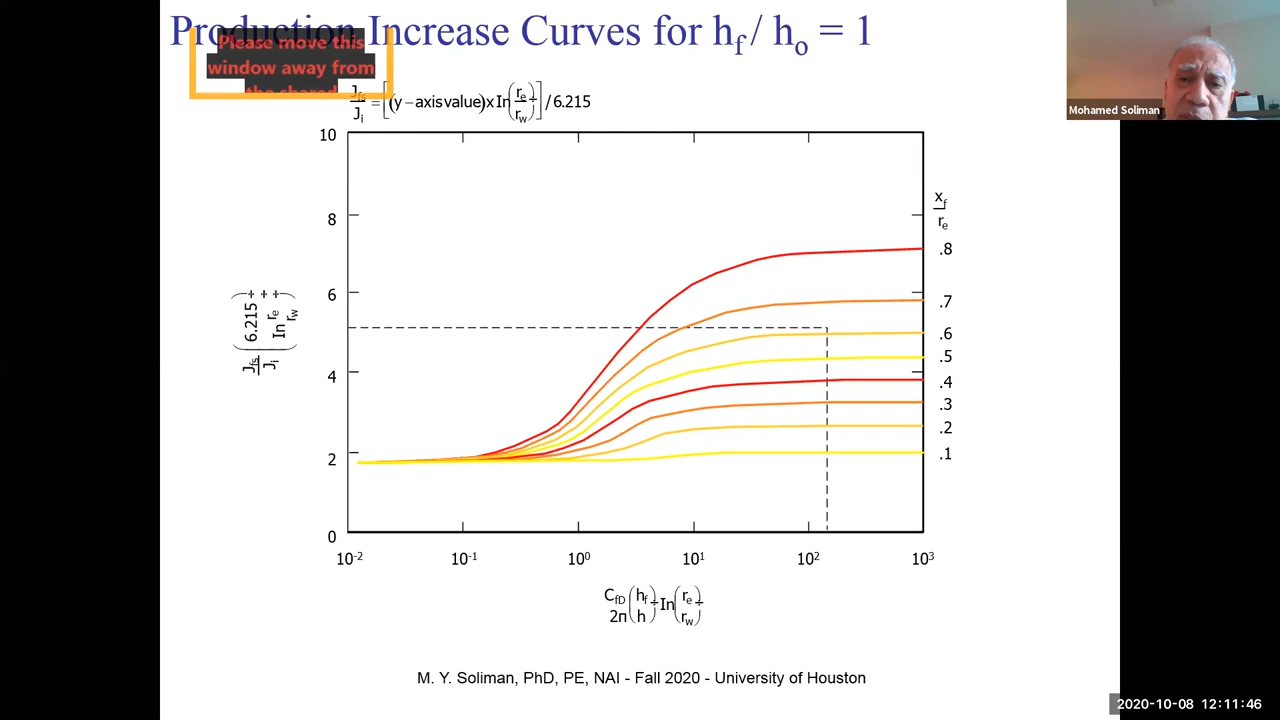 Production Increase Curves for hf / ho = 1
Please move this
window away from
the shared
Jfs/Ji = [(y – axis value) x ln(re/rw)] / 6.215
Mohamed Soliman
10
8
6
4
2
0
Jfs/Ji (6.215 / ln re/rw)
xf/re
.8
.7
.6
.5
.4
.3
.2
.1
10-2
10-1
100
101
102
103
CfD/2π (hf/h) ln(re/rw)
M. Y. Soliman, PhD, PE, NAI - Fall 2020 - University of Houston
2020-10-08 12:11:46